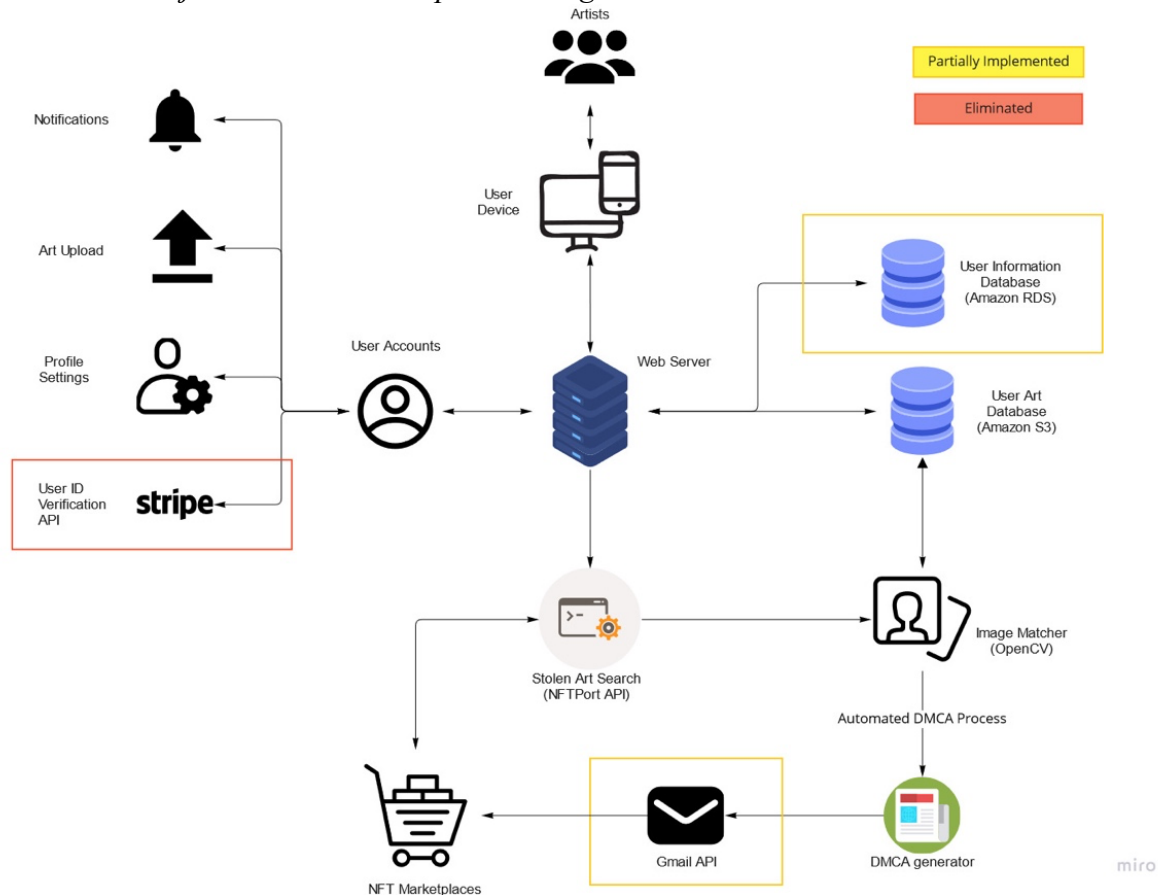 Artists
Partially Implemented
Eliminated
Notifications
User
Device
Art Upload
User Information
Database
(Amazon RDS)
Profile
Settings
User Accounts
Web Server
User Art
Database
(Amazon S3)
User ID
Verification
API
stripe
Stolen Art Search
(NFTPort API)
Image Matcher
(OpenCV)
Automated DMCA Process
NFT Marketplaces
Gmail API
DMCA generator
miro